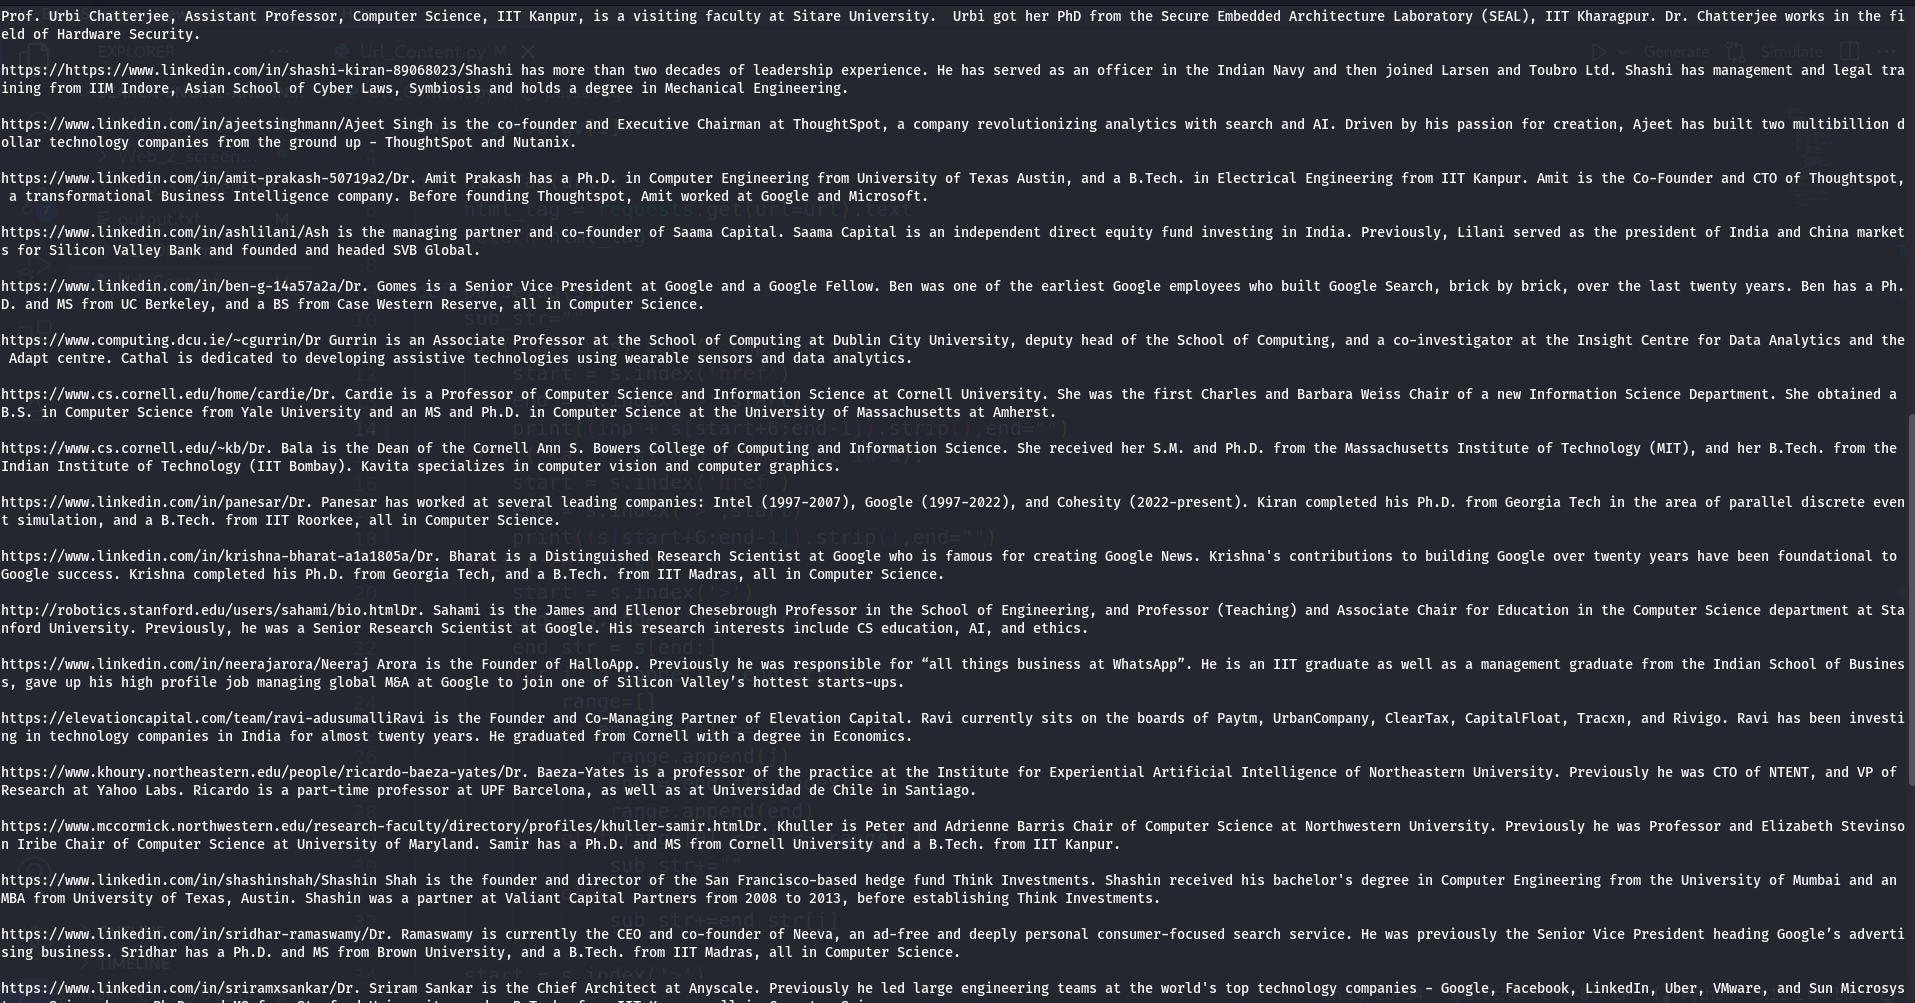 Prof. Urbi Chatterjee, Assistant Professor, Computer Science, IIT Kanpur, is a visiting faculty at Sitare University.  Urbi got her PhD from the Secure Embedded Architecture Laboratory (SEAL), IIT Kharagpur. Dr. Chatterjee works in the fi
eld of Hardware Security.
https://https://www.linkedin.com/in/shashi-kiran-89068023/Shashi has more than two decades of leadership experience. He has served as an officer in the Indian Navy and then joined Larsen and Toubro Ltd. Shashi has management and legal tra
ining from IIM Indore, Asian School of Cyber Laws, Symbiosis and holds a degree in Mechanical Engineering.
https://www.linkedin.com/in/ajeetsinghmann/Ajeet Singh is the co-founder and Executive Chairman at ThoughtSpot, a company revolutionizing analytics with search and AI. Driven by his passion for creation, Ajeet has built two multibillion d
ollar technology companies from the ground up - ThoughtSpot and Nutanix.
https://www.linkedin.com/in/amit-prakash-50719a2/Dr. Amit Prakash has a Ph.D. in Computer Engineering from University of Texas Austin, and a B.Tech. in Electrical Engineering from IIT Kanpur. Amit is the Co-Founder and CTO of Thoughtspot,
a transformational Business Intelligence company. Before founding Thoughtspot, Amit worked at Google and Microsoft.
https://www.linkedin.com/in/ashlilani/Ash is the managing partner and co-founder of Saama Capital. Saama Capital is an independent direct equity fund investing in India. Previously, Lilani served as the president of India and China market
s for Silicon Valley Bank and founded and headed SVB Global.
https://www.linkedin.com/in/ben-g-14a57a2a/Dr. Gomes is a Senior Vice President at Google and a Google Fellow. Ben was one of the earliest Google employees who built Google Search, brick by brick, over the last twenty years. Ben has a Ph.
D. and MS from UC Berkeley, and a BS from Case Western Reserve, all in Computer Science.
https://www.computing.dcu.ie/~cgurrin/Dr Gurrin is an Associate Professor at the School of Computing at Dublin City University, deputy head of the School of Computing, and a co-investigator at the Insight Centre for Data Analytics and the
Adapt centre. Cathal is dedicated to developing assistive technologies using wearable sensors and data analytics.
https://www.cs.cornell.edu/home/cardie/Dr. Cardie is a Professor of Computer Science and Information Science at Cornell University. She was the first Charles and Barbara Weiss Chair of a new Information Science Department. She obtained a
B.S. in Computer Science from Yale University and an MS and Ph.D. in Computer Science at the University of Massachusetts at Amherst.
https://www.cs.cornell.edu/~kb/Dr. Bala is the Dean of the Cornell Ann S. Bowers College of Computing and Information Science. She received her S.M. and Ph.D. from the Massachusetts Institute of Technology (MIT), and her B.Tech. from the
Indian Institute of Technology (IIT Bombay). Kavita specializes in computer vision and computer graphics.
https://www.linkedin.com/in/panesar/Dr. Panesar has worked at several leading companies: Intel (1997-2007), Google (1997-2022), and Cohesity (2022-present). Kiran completed his Ph.D. from Georgia Tech in the area of parallel discrete even
t simulation, and a B.Tech. from IIT Roorkee, all in Computer Science.
https://www.linkedin.com/in/krishna-bharat-a1a1805a/Dr. Bharat is a Distinguished Research Scientist at Google who is famous for creating Google News. Krishna's contributions to building Google over twenty years have been foundational to
Google success. Krishna completed his Ph.D. from Georgia Tech, and a B.Tech. from IIT Madras, all in Computer Science.
http://robotics.stanford.edu/users/sahami/bio.htmlDr. Sahami is the James and Ellenor Chesebrough Professor in the School of Engineering, and Professor (Teaching) and Associate Chair for Education in the Computer Science department at Sta
nford University. Previously, he was a Senior Research Scientist at Google. His research interests include CS education, AI, and ethics.
https://www.linkedin.com/in/neerajarora/Neeraj Arora is the Founder of HalloApp. Previously he was responsible for “all things business at WhatsApp”. He is an IIT graduate as well as a management graduate from the Indian School of Busines
s, gave up his high profile job managing global M&A at Google to join one of Silicon Valley’s hottest starts-ups.
https://elevationcapital.com/team/ravi-adusumalliRavi is the Founder and Co-Managing Partner of Elevation Capital. Ravi currently sits on the boards of Paytm, UrbanCompany, ClearTax, CapitalFloat, Tracxn, and Rivigo. Ravi has been investi
ng in technology companies in India for almost twenty years. He graduated from Cornell with a degree in Economics.
https://www.khoury.northeastern.edu/people/ricardo-baeza-yates/Dr. Baeza-Yates is a professor of the practice at the Institute for Experiential Artificial Intelligence of Northeastern University. Previously he was CTO of NTENT, and VP of
Research at Yahoo Labs. Ricardo is a part-time professor at UPF Barcelona, as well as at Universidad de Chile in Santiago.
https://www.mccormick.northwestern.edu/research-faculty/directory/profiles/khuller-samir.htmlDr. Khuller is Peter and Adrienne Barris Chair of Computer Science at Northwestern University. Previously he was Professor and Elizabeth Stevinso
n Iribe Chair of Computer Science at University of Maryland. Samir has a Ph.D. and MS from Cornell University and a B.Tech. from IIT Kanpur.
https://www.linkedin.com/in/shashinshah/Shashin Shah is the founder and director of the San Francisco-based hedge fund Think Investments. Shashin received his bachelor's degree in Computer Engineering from the University of Mumbai and an
MBA from University of Texas, Austin. Shashin was a partner at Valiant Capital Partners from 2008 to 2013, before establishing Think Investments.
https://www.linkedin.com/in/sridhar-ramaswamy/Dr. Ramaswamy is currently the CEO and co-founder of Neeva, an ad-free and deeply personal consumer-focused search service. He was previously the Senior Vice President heading Google’s adverti
sing business. Sridhar has a Ph.D. and MS from Brown University, and a B.Tech. from IIT Madras, all in Computer Science.
https://www.linkedin.com/in/sriramxsankar/Dr. Sriram Sankar is the Chief Architect at Anyscale. Previously he led large engineering teams at the world's top technology companies - Google, Facebook, LinkedIn, Uber, VMware, and Sun Microsys